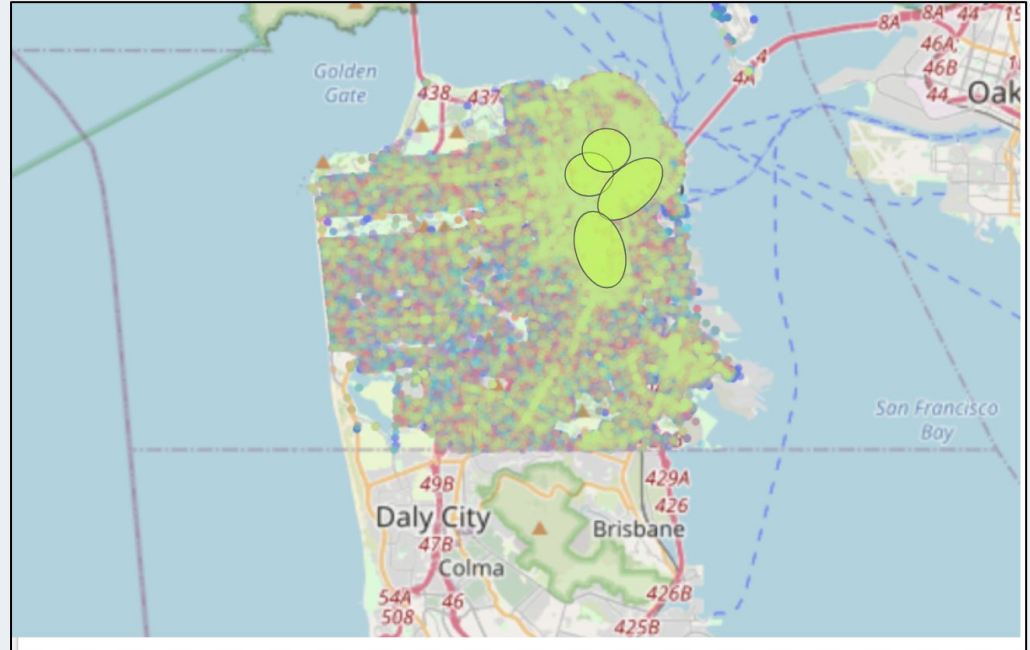 8A
8A
44
4
4A
46A,
46B
44
Oak
Golden
Gate
438
437
San Francisco
Bay
49B
429A
426
Daly City
Brisbane
47B
Colma
54A
508
46
426B
425B